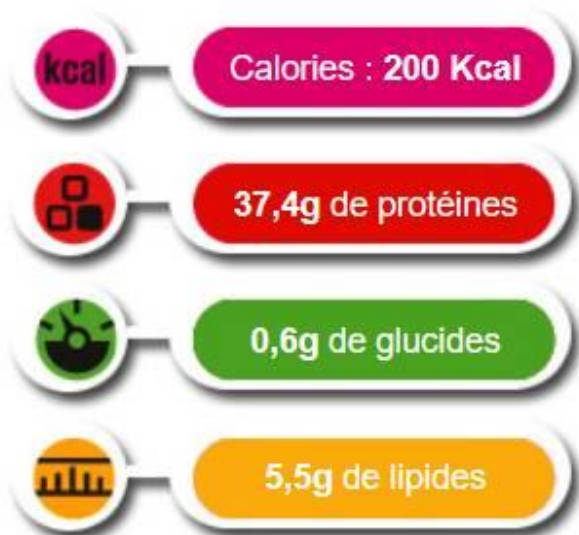 kcal
Calories : 200 Kcal
37,4g de protéines
0,6g de glucides
5,5g de lipides